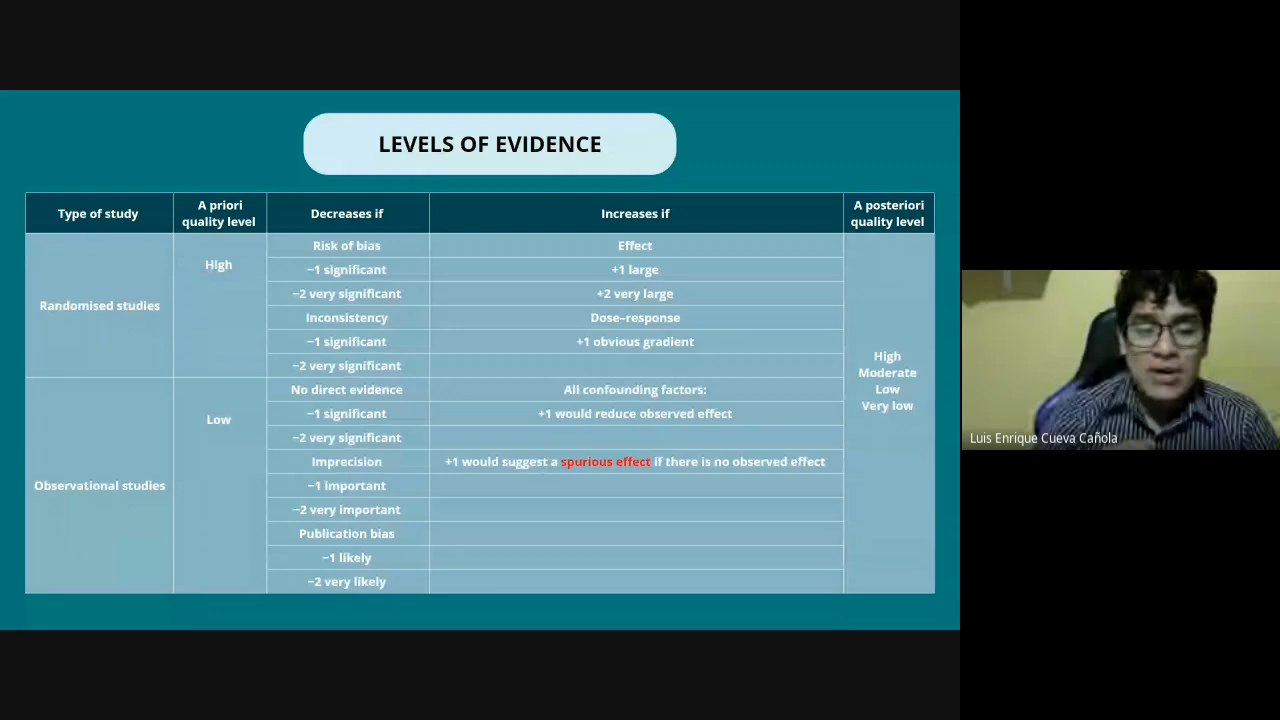 LEVELS OF EVIDENCE
Type of study
A priori
quality level
Decreases if
Increases if
A posteriori
quality level
Randomised studies
High
Risk of bias
Effect
−1 significant
+1 large
−2 very significant
+2 very large
Inconsistency
Dose–response
−1 significant
+1 obvious gradient
−2 very significant
Observational studies
Low
No direct evidence
All confounding factors:
−1 significant
+1 would reduce observed effect
−2 very significant
Imprecision
+1 would suggest a spurious effect if there is no observed effect
−1 important
−2 very important
Publication bias
−1 likely
−2 very likely
High
Moderate
Low
Very low
Luis Enrique Cueva Cañola